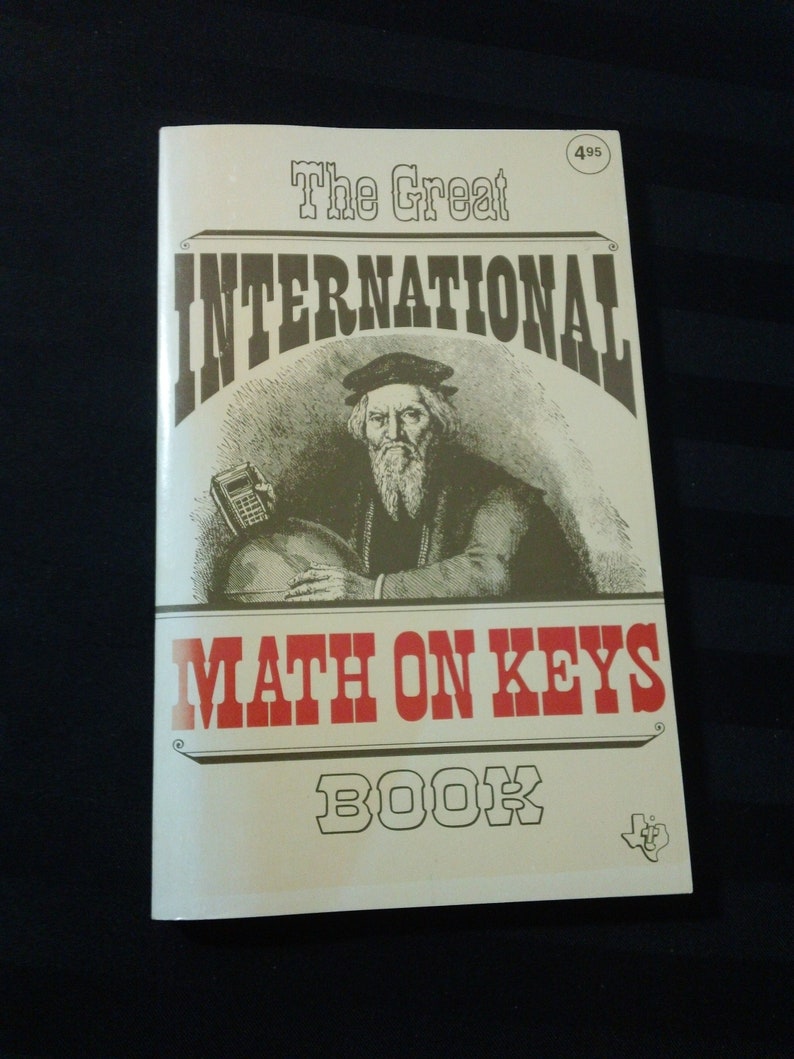 4.95
The Great
INTERNATIONAL
MATH ON KEYS
BOOK